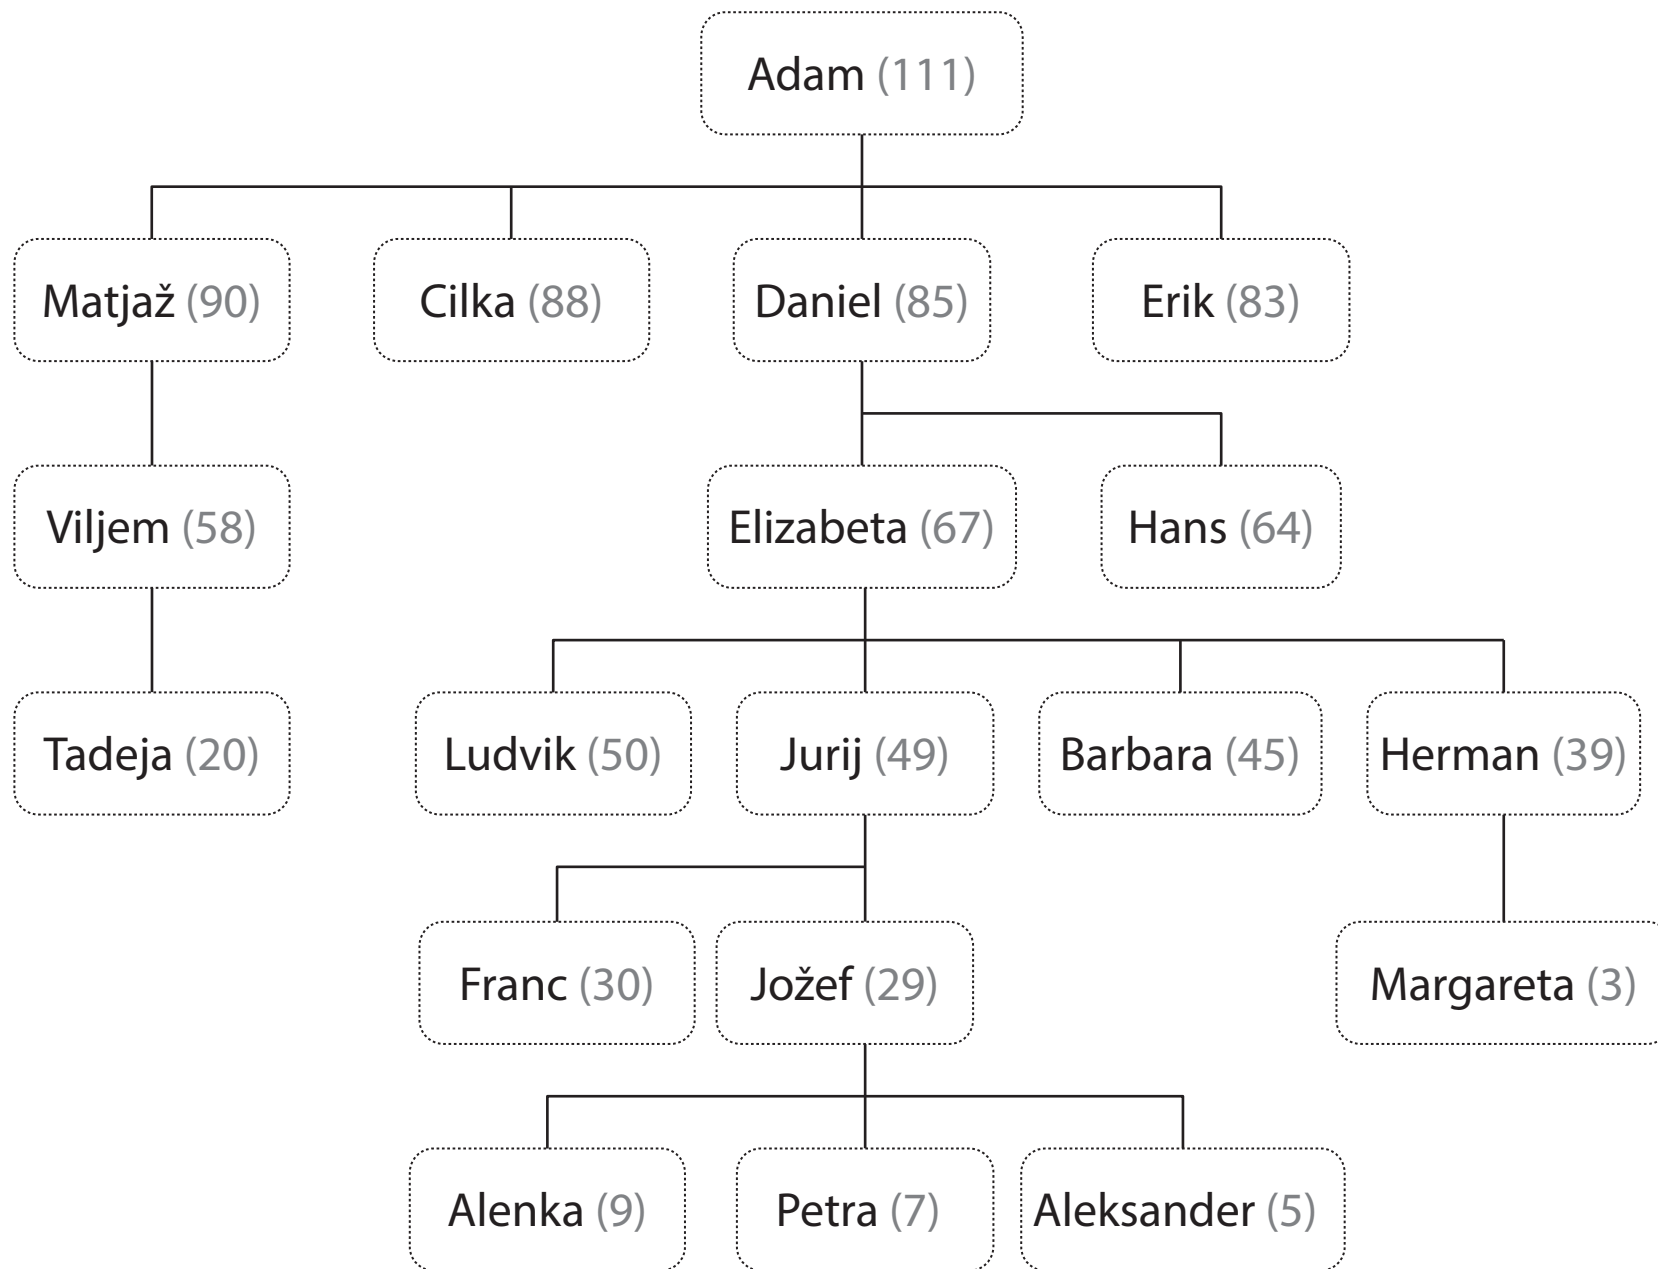 Adam (111)
Matjaž (90)
Cilka (88)
Daniel (85)
Erik (83)
Viljem (58)
Elizabeta (67)
Hans (64)
Tadeja (20)
Ludvik (50)
Jurij (49)
Barbara (45)
Herman (39)
Franc (30)
Jožef (29)
Margareta (3)
Alenka (9)
Petra (7)
Aleksander (5)